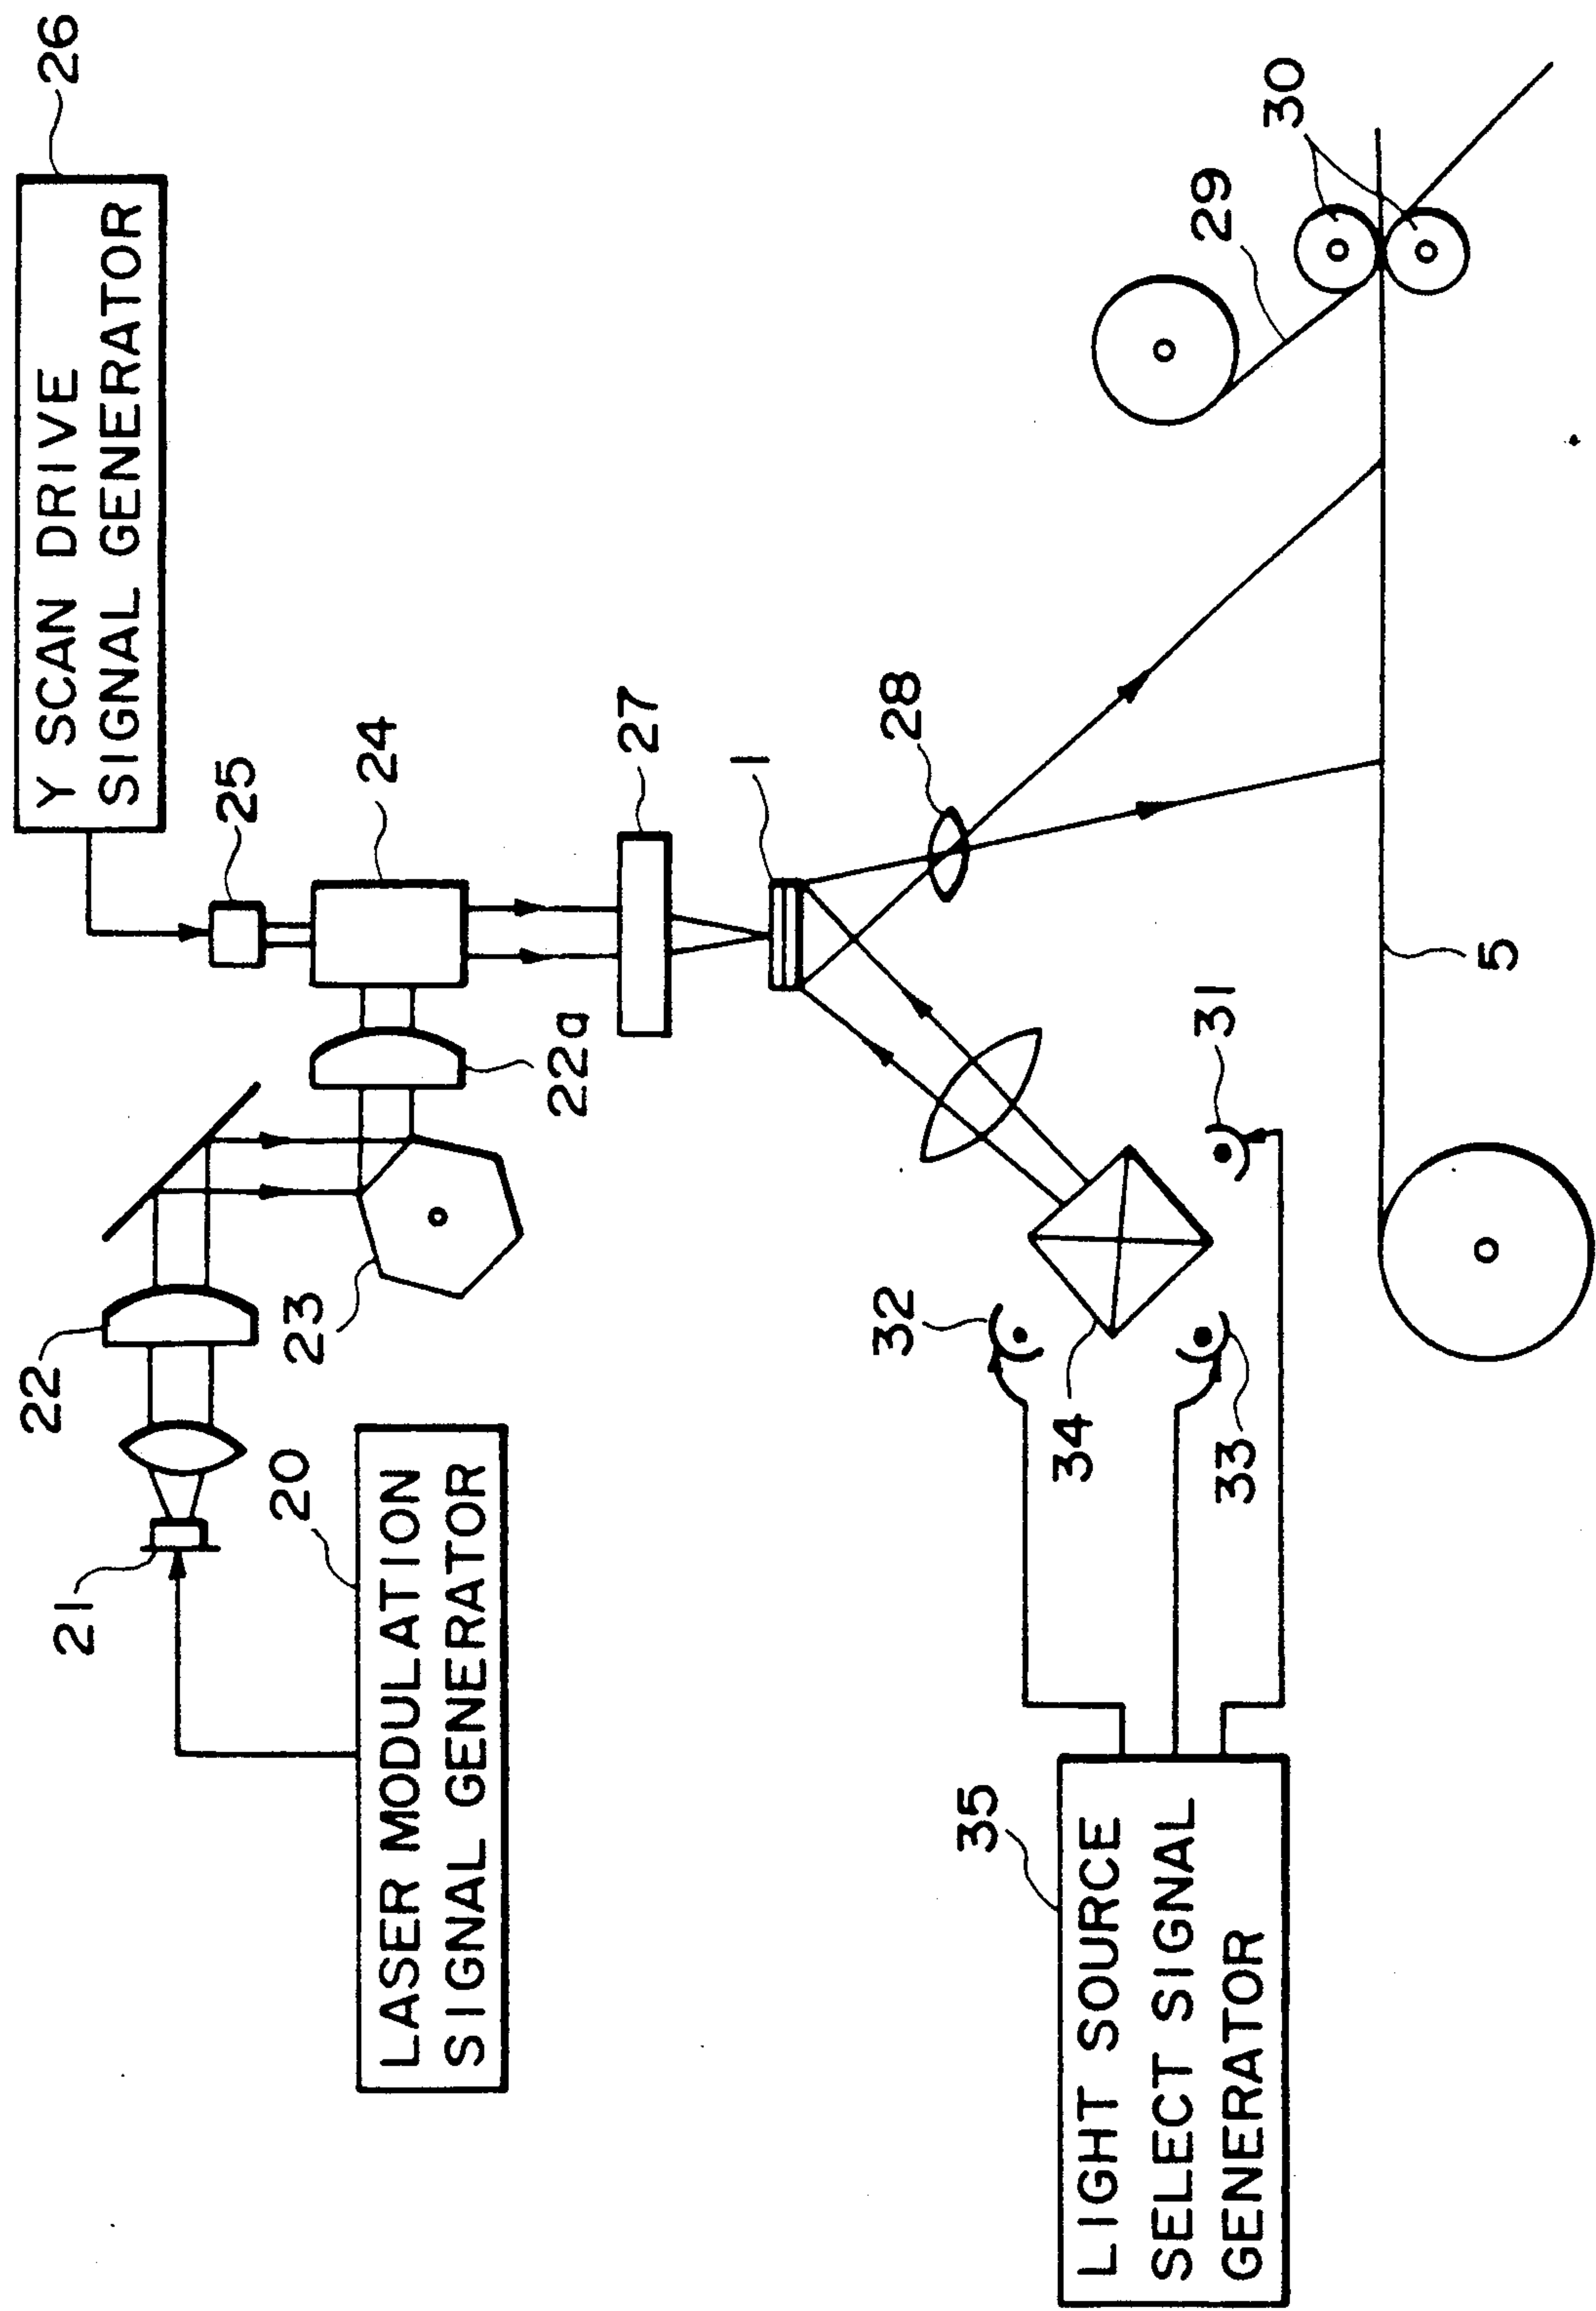 26
Y SCAN DRIVE
SIGNAL GENERATOR
25
24
27
1
28
29
30
22
22a
23
21
20
LASER MODULATION
SIGNAL GENERATOR
5
31
32
33
34
35
LIGHT SOURCE
SELECT SIGNAL
GENERATOR